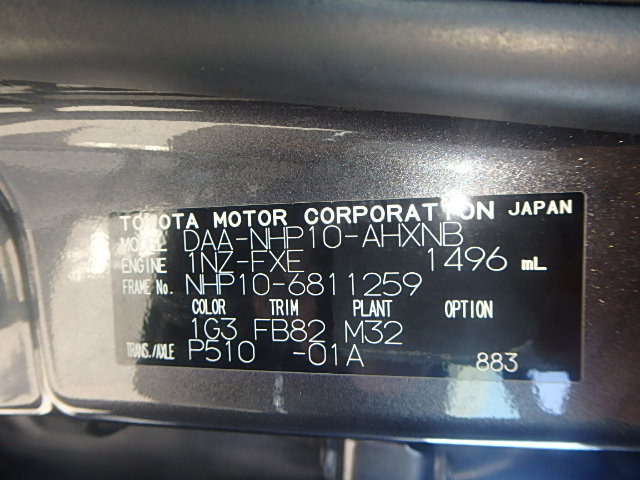 TOYOTA MOTOR CORPORATION JAPAN
MODEL DAA-NHP10-AHXNB
ENGINE 1NZ-FXE 1496 mL
FRAME No. NHP10-6811259
COLOR TRIM PLANT OPTION
1G3 FB82 M32
TRANS./AXLE P510 -01A 883